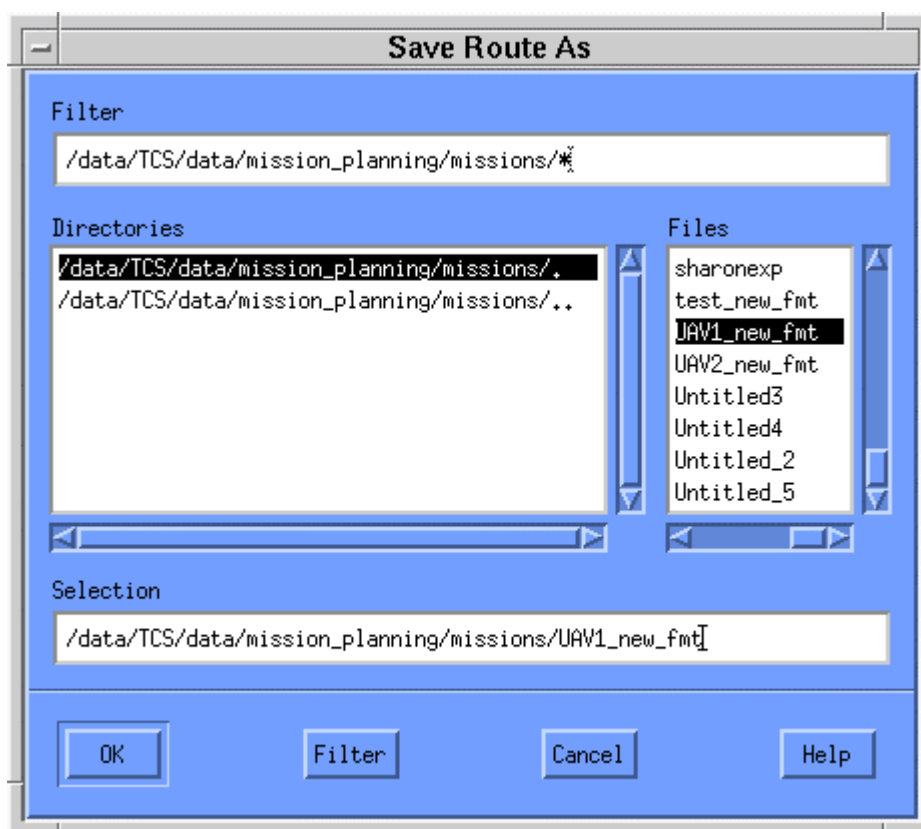 Save Route As
Filter
/data/TCS/data/mission_planning/missions/*
Directories
/data/TCS/data/mission_planning/missions/.
/data/TCS/data/mission_planning/missions/..
Files
sharonexp
test_new_fmt
UAV1_new_fmt
UAV2_new_fmt
Untitled3
Untitled4
Untitled_2
Untitled_5
Selection
/data/TCS/data/mission_planning/missions/UAV1_new_fmt
OK
Filter
Cancel
Help